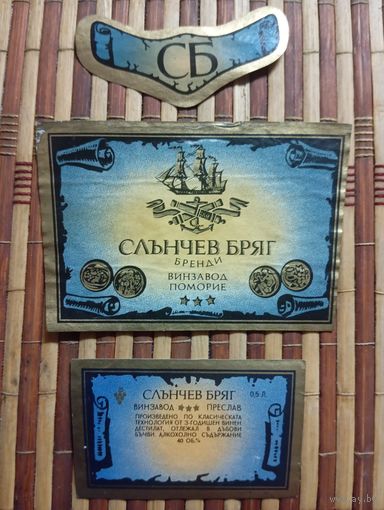 СБ
СЛЪНЧЕВ БРЯГ
БРЕНДИ
ВИНЗАВОД
ПОМОРИЕ
СЛЪНЧЕВ БРЯГ 0,5 Л.
ВИНЗАВОД *** ПРЕСЛАВ
ПРОИЗВЕДЕНО ПО КЛАСИЧЕСКАТА
ТЕХНОЛОГИЯ ОТ 3-ГОДИШЕН ВИНЕН
ДЕСТИЛАТ, ОТЛЕЖАЛ В ДЪБОВИ
БЪЧВИ. АЛКОХОЛНО СЪДЪРЖАНИЕ
40 ОБ.%